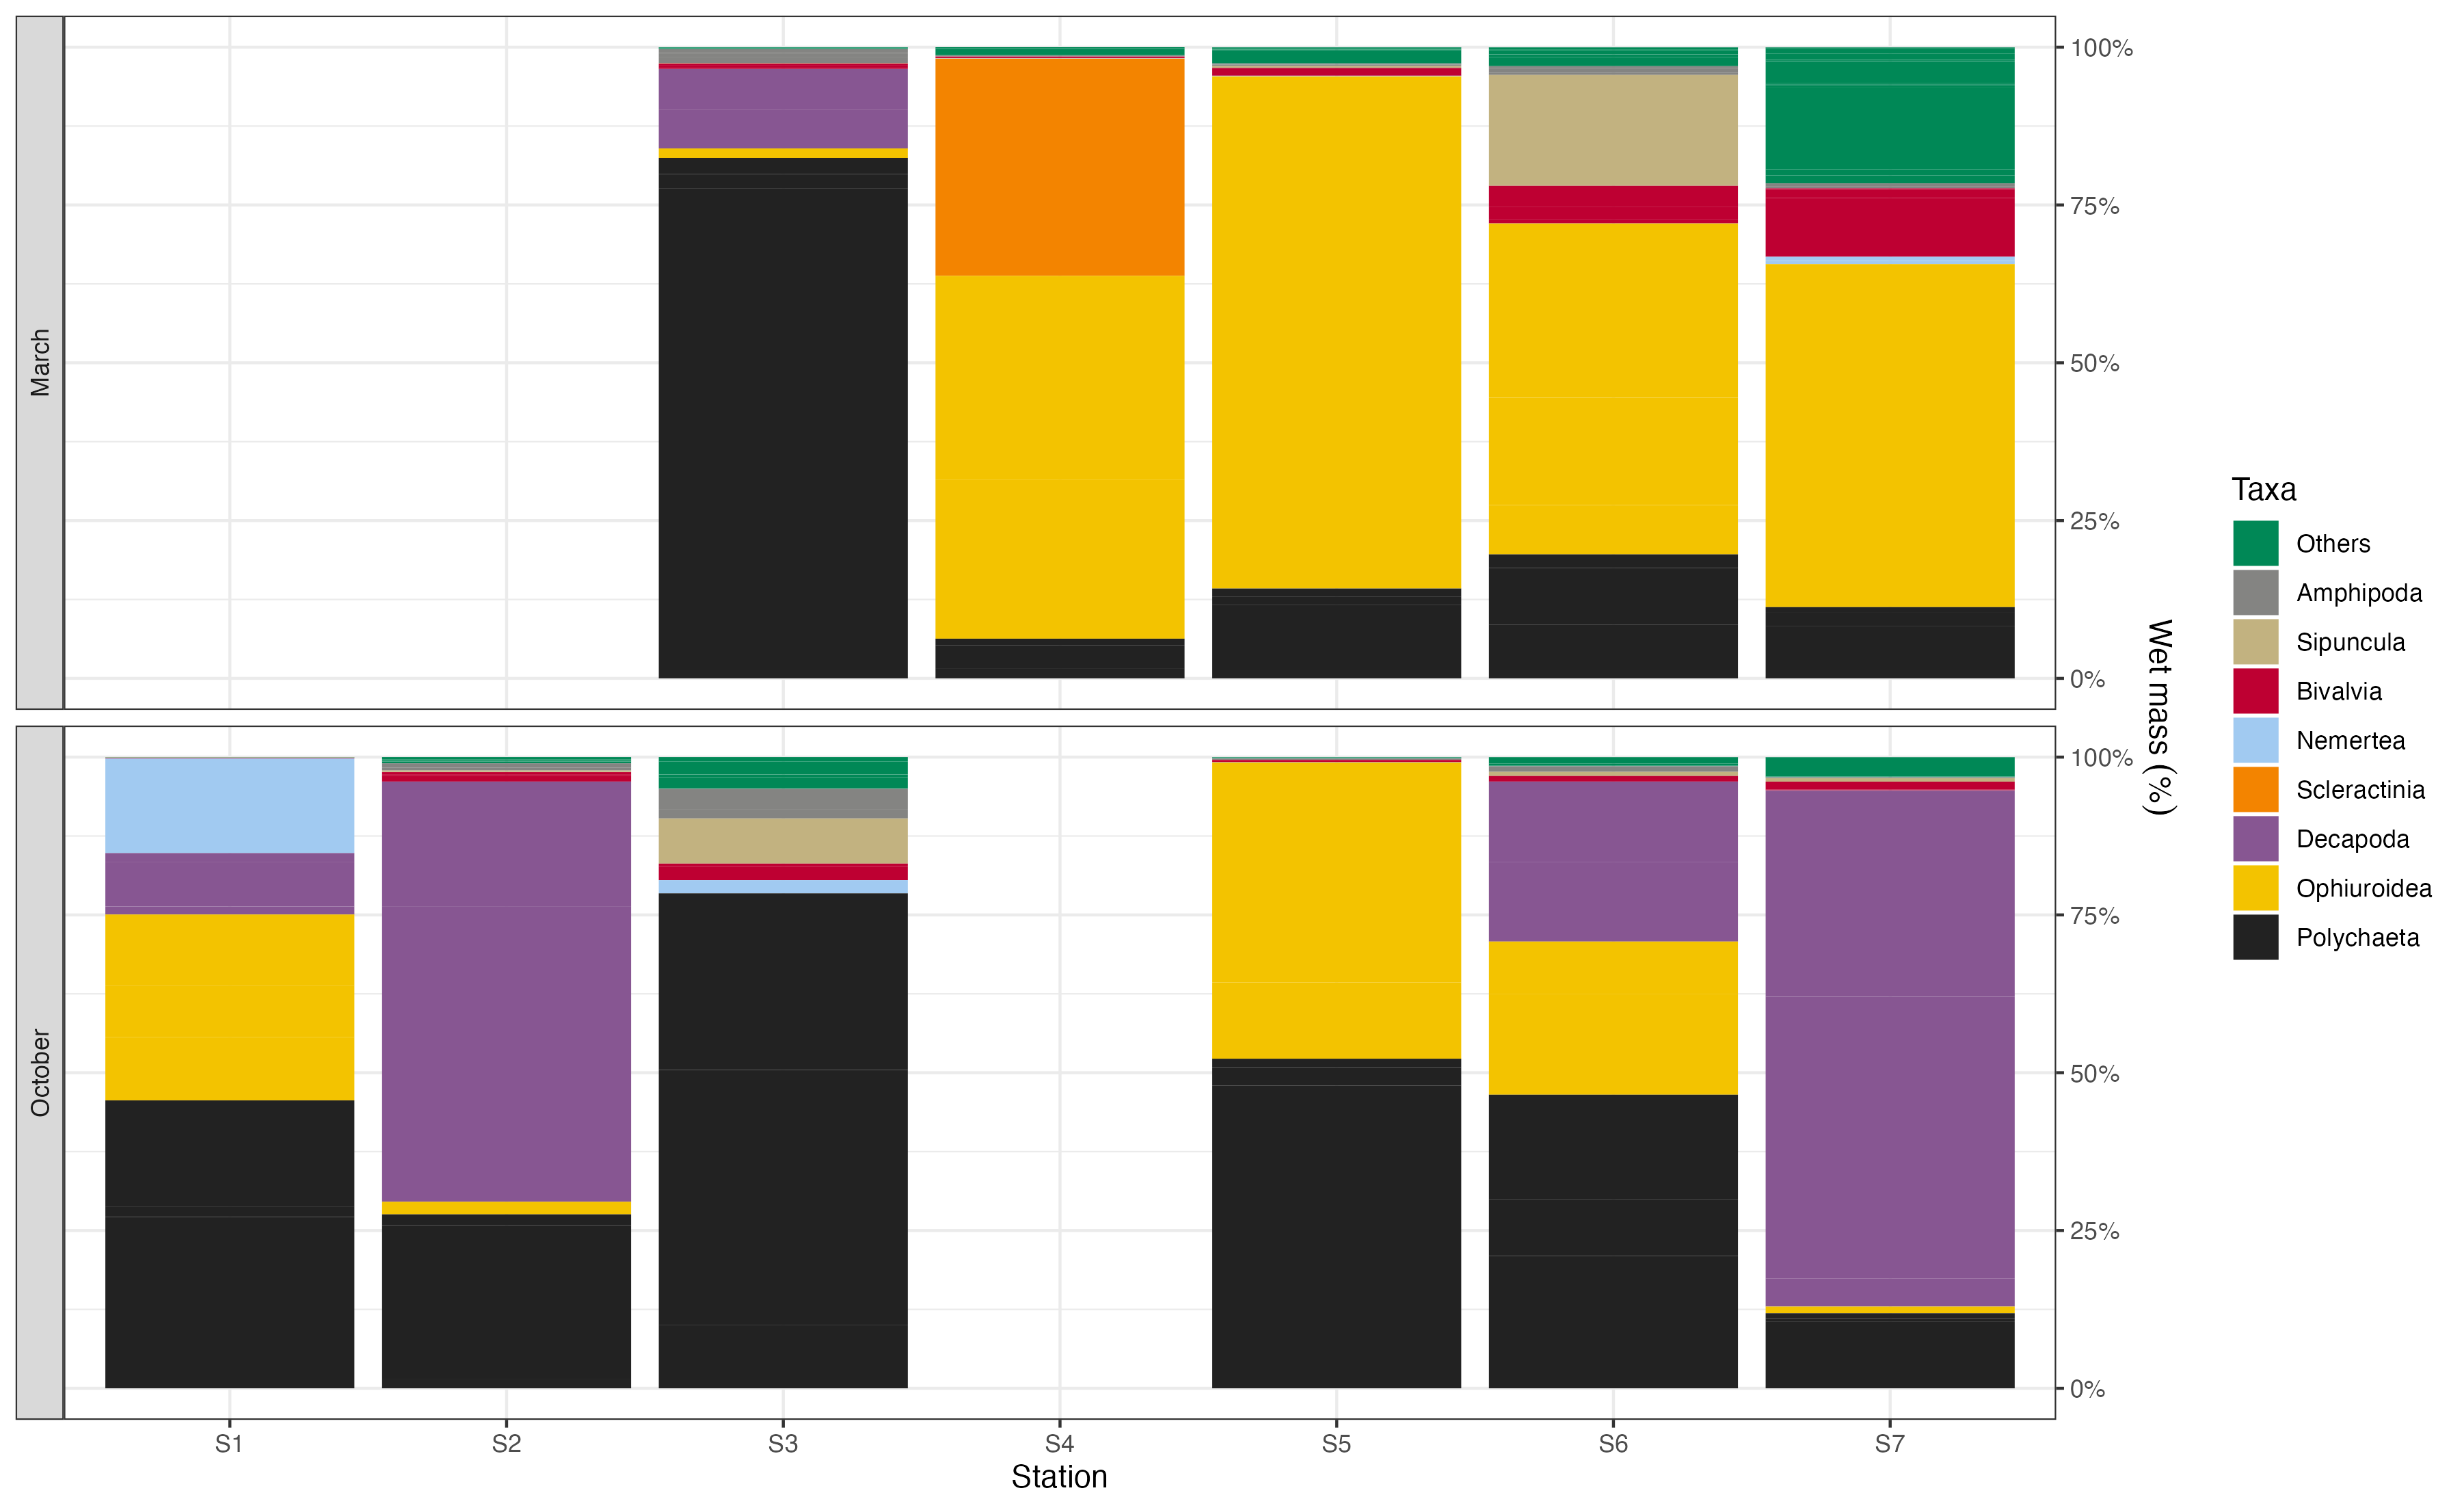 March
100%
75%
50%
25%
0%
October
100%
75%
50%
25%
0%
Wet mass (%)
S1 S2 S3 S4 S5 S6 S7
Station
Taxa
Others
Amphipoda
Sipuncula
Bivalvia
Nemertea
Scleractinia
Decapoda
Ophiuroidea
Polychaeta